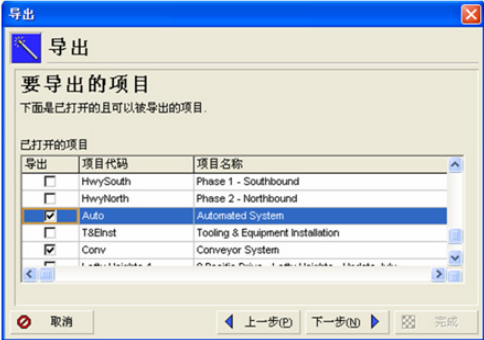 导出
导出
要导出的项目
下面是已打开的且可以被导出的项目.
已打开的项目
导出 项目代码 项目名称
HwySouth Phase 1 - Southbound
HwyNorth Phase 2 - Northbound
Auto Automated System
T&EInst Tooling & Equipment Installation
Conv Conveyor System
取消 上一步(P) 下一步(N) 完成